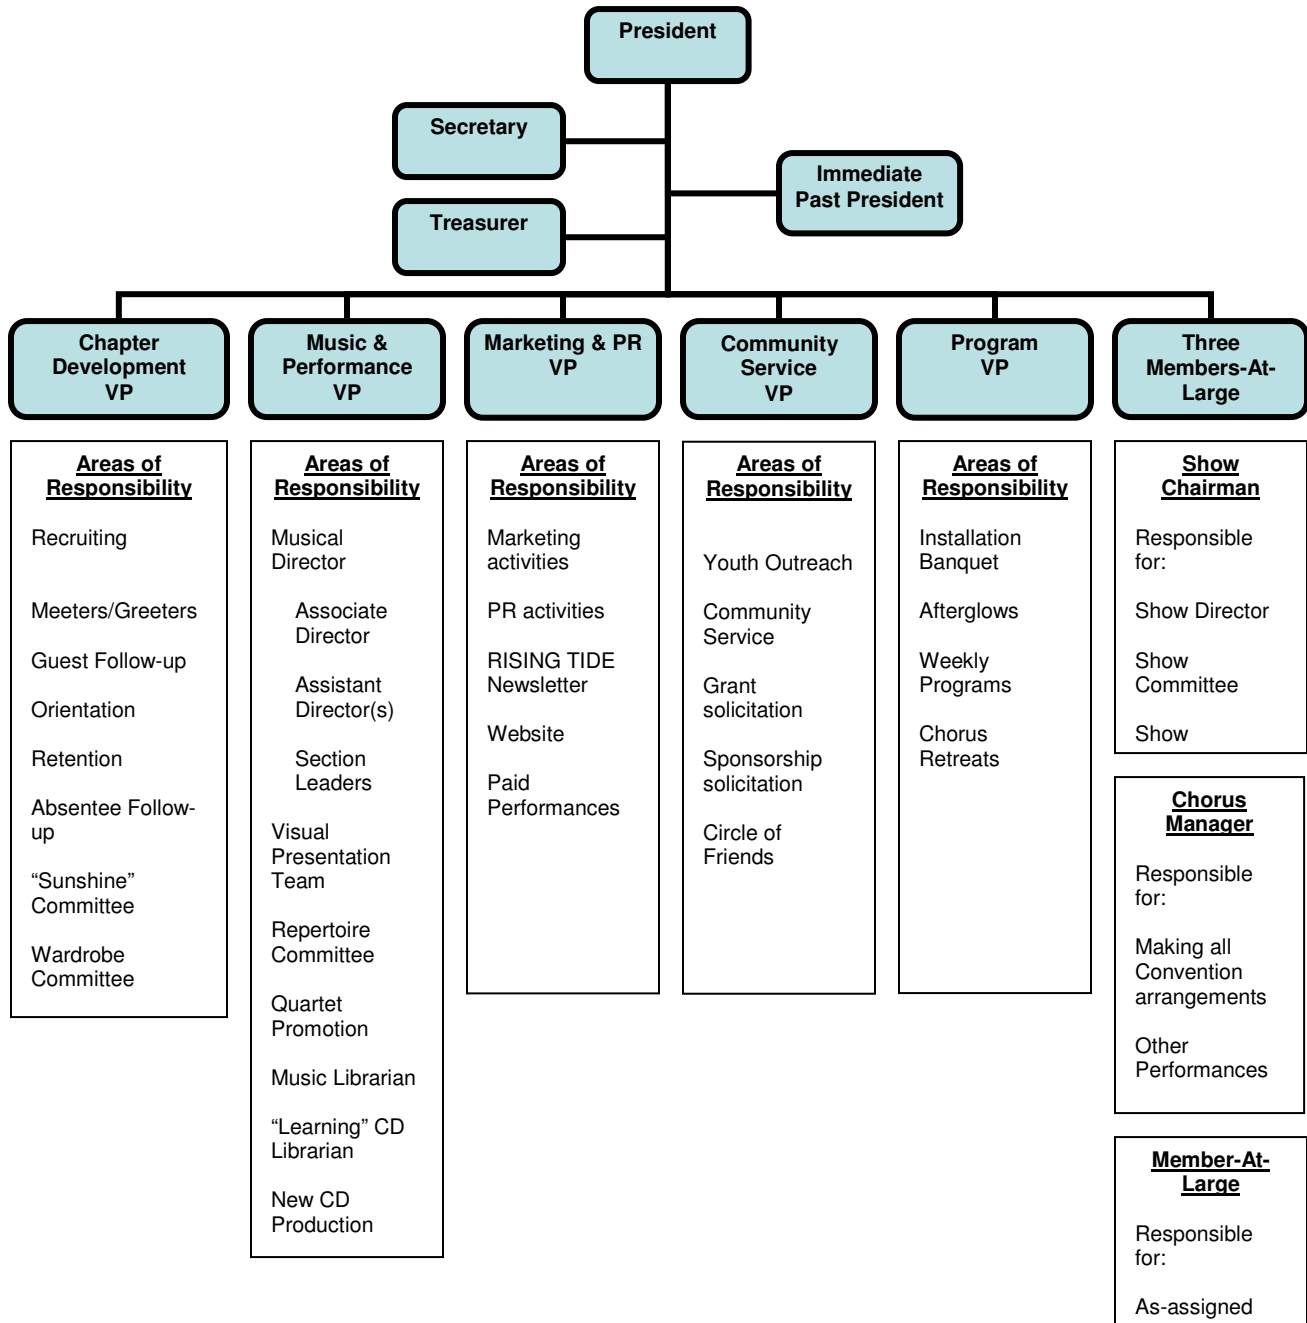 President
Secretary
Immediate
Past President
Treasurer
Chapter
Development
VP
Music &
Performance
VP
Marketing & PR
VP
Community
Service
VP
Program
VP
Three
Members-At-
Large
Areas of
Responsibility
Recruiting
Meeters/Greeters
Guest Follow-up
Orientation
Retention
Absentee Follow-
up
“Sunshine”
Committee
Wardrobe
Committee
Areas of
Responsibility
Musical
Director
Associate
Director
Assistant
Director(s)
Section
Leaders
Visual
Presentation
Team
Repertoire
Committee
Quartet
Promotion
Music Librarian
“Learning” CD
Librarian
New CD
Production
Areas of
Responsibility
Marketing
activities
PR activities
RISING TIDE
Newsletter
Website
Paid
Performances
Areas of
Responsibility
Youth Outreach
Community
Service
Grant
solicitation
Sponsorship
solicitation
Circle of
Friends
Areas of
Responsibility
Installation
Banquet
Afterglows
Weekly
Programs
Chorus
Retreats
Show
Chairman
Responsible
for:
Show Director
Show
Committee
Show
Chorus
Manager
Responsible
for:
Making all
Convention
arrangements
Other
Performances
Member-At-
Large
Responsible
for:
As-assigned